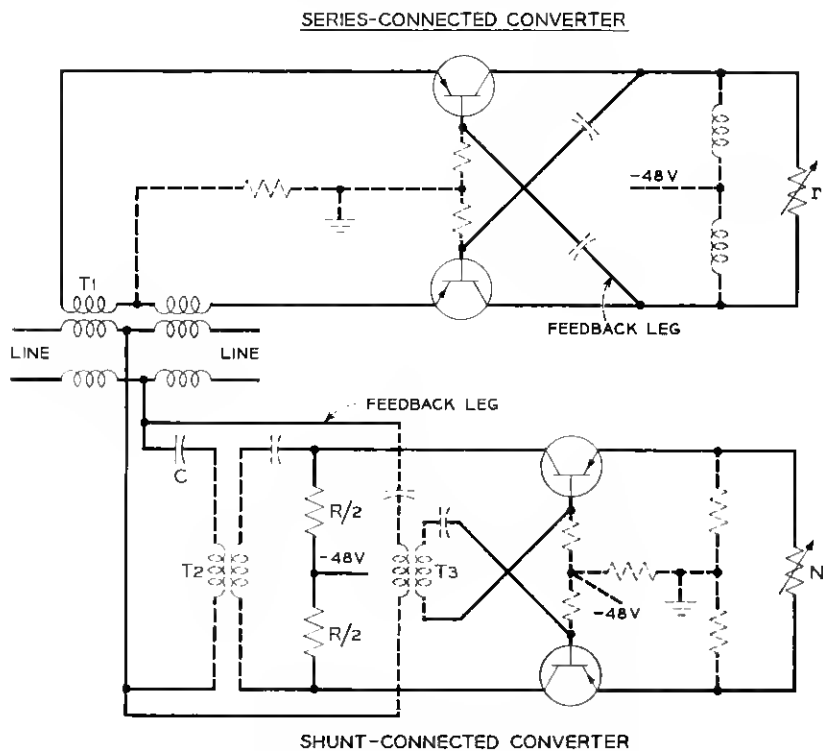 SERIES-CONNECTED CONVERTER
-48V
Γ
T1
FEEDBACK LEG
LINE
LINE
FEEDBACK LEG
C
R/2
-48V
T2
T3
N
R/2
-48V
SHUNT-CONNECTED CONVERTER